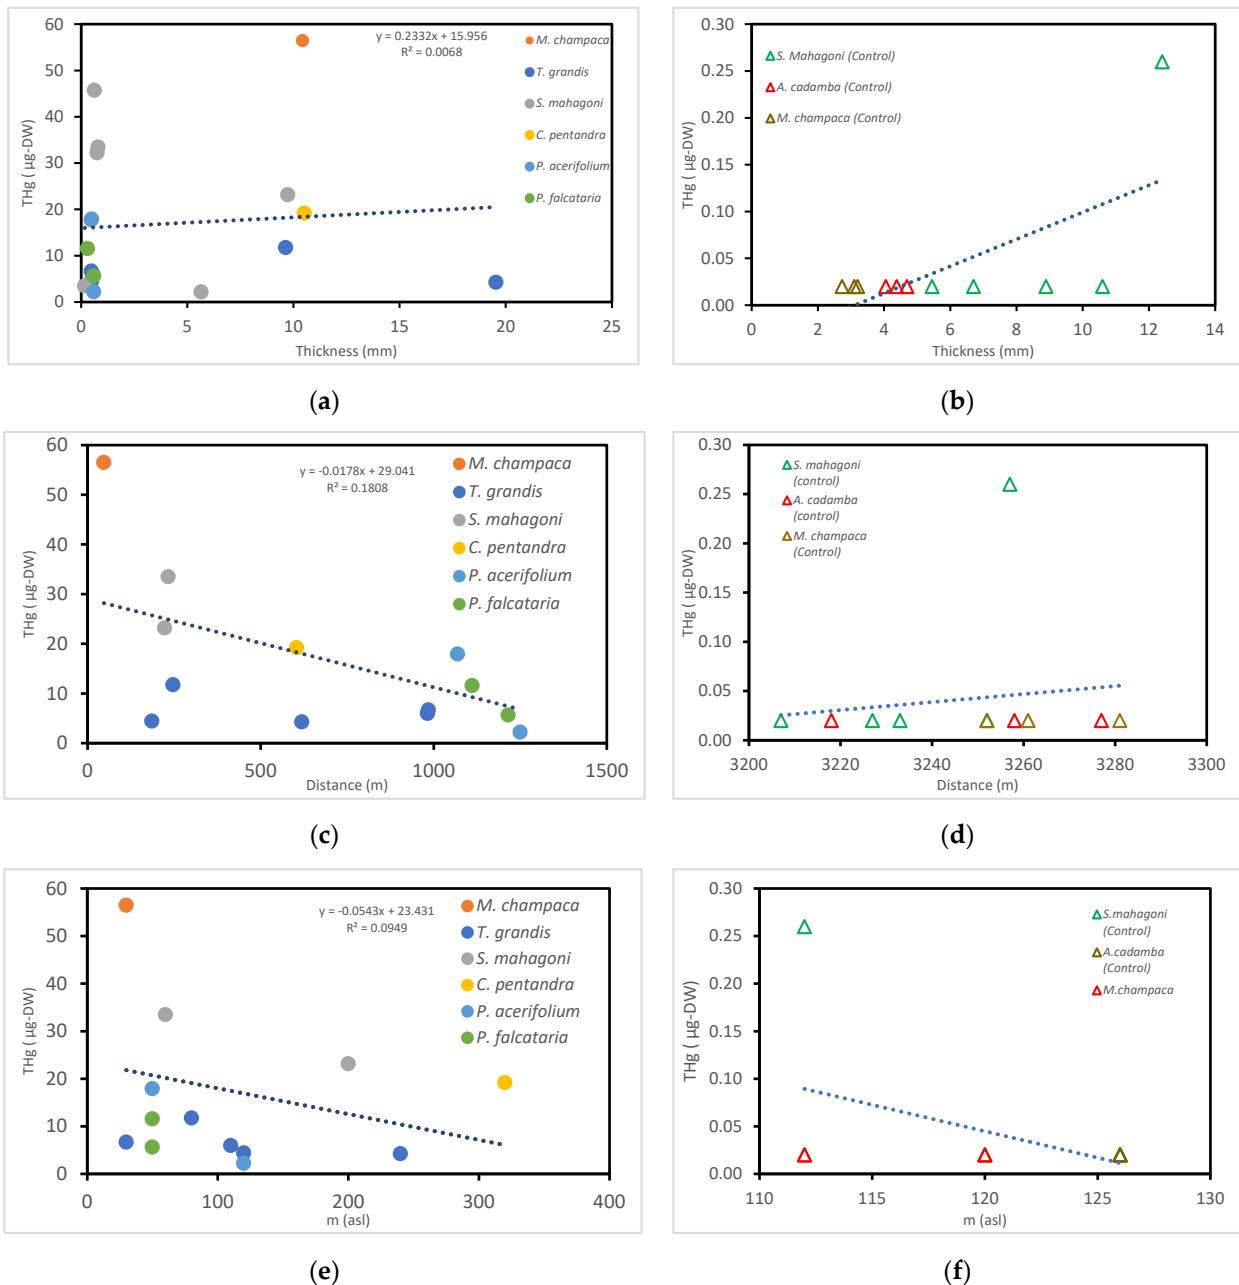 60
50
40
30
20
10
0
THg ( µg-DW)
y = 0.2332x + 15.956
R² = 0.0068
M. champaca
T. grandis
S. mahagoni
C. pentandra
P. acerifolium
P. falcataria
0 5 10 15 20 25
Thickness (mm)
(a)
0.30
0.25
0.20
0.15
0.10
0.05
0.00
THg ( µg-DW)
S. Mahagoni (Control)
A. cadamba (Control)
M. champaca (Control)
0 2 4 6 8 10 12 14
Thickness (mm)
(b)
60
50
40
30
20
10
0
THg ( µg-DW)
y = -0.0178x + 29.041
R² = 0.1808
M. champaca
T. grandis
S. mahagoni
C. pentandra
P. acerifolium
P. falcataria
0 500 1000 1500
Distance (m)
(c)
0.30
0.25
0.20
0.15
0.10
0.05
0.00
THg ( µg-DW)
S. mahagoni
(control)
A. cadamba
(control)
M. champaca
(Control)
3200 3220 3240 3260 3280 3300
Distance (m)
(d)
60
50
40
30
20
10
0
THg ( µg-DW)
y = -0.0543x + 23.431
R² = 0.0949
M. champaca
T. grandis
S. mahagoni
C. pentandra
P. acerifolium
P. falcataria
0 100 200 300 400
m (asl)
(e)
0.30
0.25
0.20
0.15
0.10
0.05
0.00
THg ( µg-DW)
S.mahagoni
(Control)
A.cadamba
(Control)
M.champaca
110 115 120 125 130
m (asl)
(f)